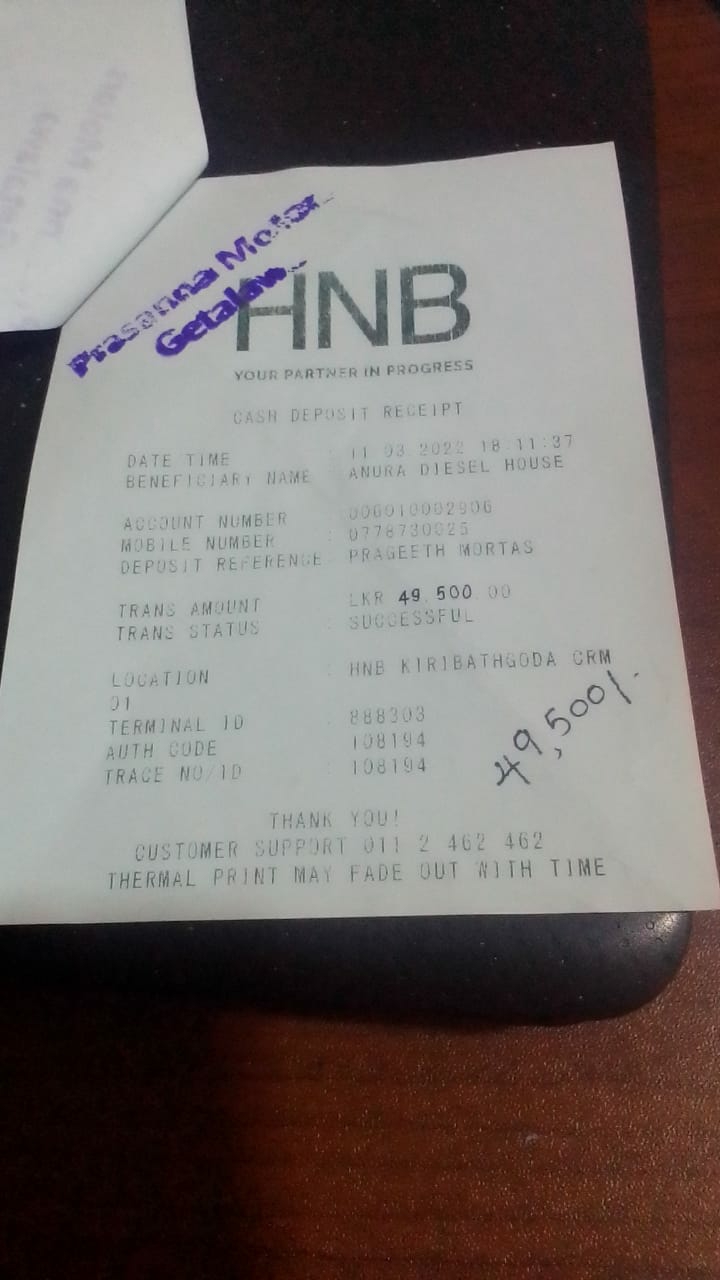 Prasanna Motor
HNB
YOUR PARTNER IN PROGRESS
CASH DEPOSIT RECEIPT
DATE TIME : 11 03 2022 18:11:37
BENEFICIARY NAME : ANURA DIESEL HOUSE
ACCOUNT NUMBER : 006010002906
MOBILE NUMBER : 0778730025
DEPOSIT REFERENCE : PRAGEETH MORTAS
TRANS AMOUNT : LKR 49,500.00
TRANS STATUS : SUCCESSFUL
LOCATION : HNB KIRIBATHGODA CRM
01
TERMINAL ID : 888303
AUTH CODE : 108194
TRACE NO/ID : 108194
49,500/-
THANK YOU!
CUSTOMER SUPPORT 011 2 462 462
THERMAL PRINT MAY FADE OUT WITH TIME